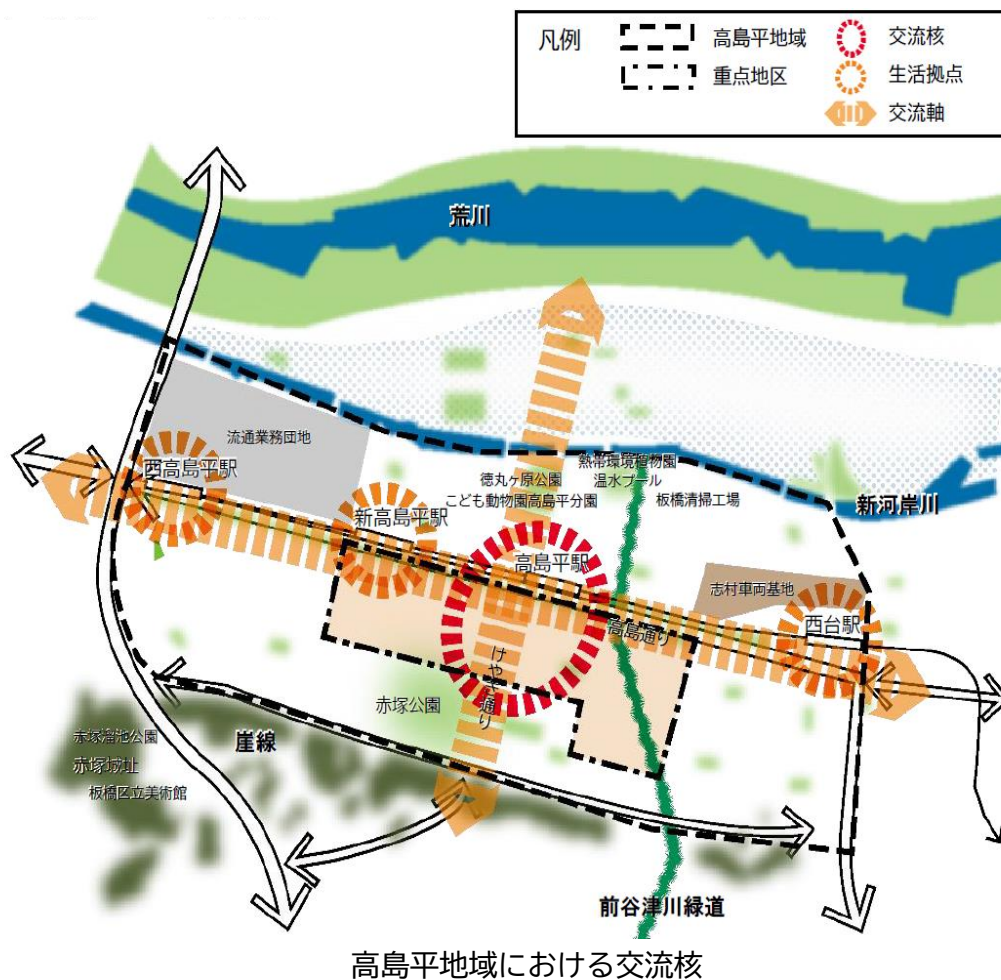 凡例
高島平地域
交流核
重点地区
生活拠点
交流軸
荒川
流通業務団地
西高島平駅
熱帯環境植物園
徳丸ヶ原公園
温水プール
こども動物園高島平分園
板橋清掃工場
新河岸川
新高島平駅
高島平駅
志村車両基地
西台駅
高島通り
けやき通り
赤塚公園
崖線
赤塚溜池公園
赤塚城址
板橋区立美術館
前谷津川緑道
高島平地域における交流核